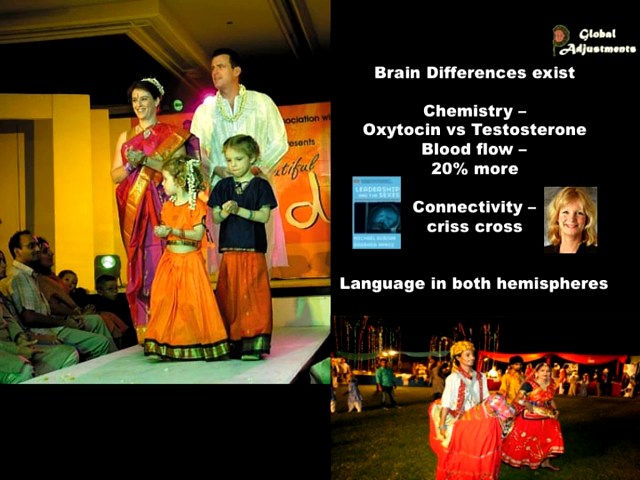 ociation wi
esents
utiful
d
Global
Adjustments
Brain Differences exist
Chemistry –
Oxytocin vs Testosterone
Blood flow –
20% more
LEADERSHIP
AND THE SEXES
Connectivity –
criss cross
Language in both hemispheres